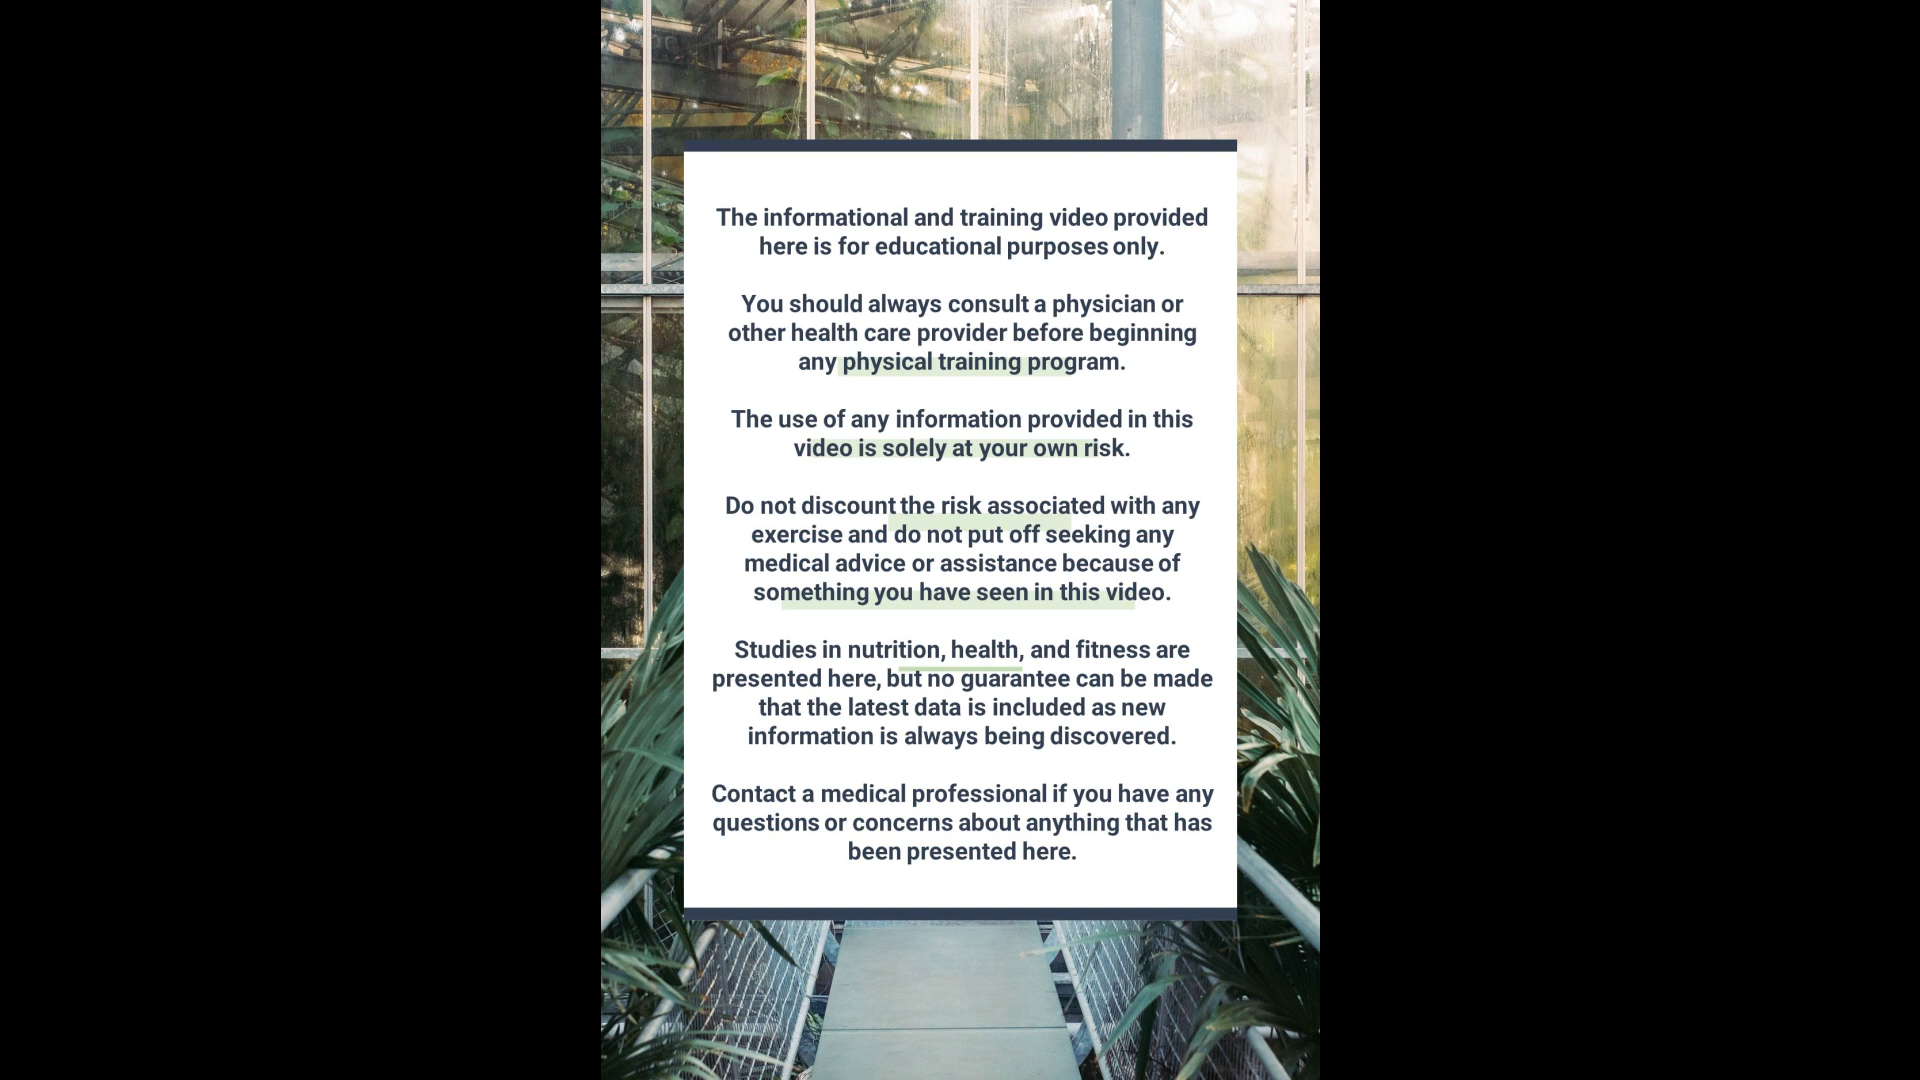 The informational and training video provided
here is for educational purposes only.
You should always consult a physician or
other health care provider before beginning
any physical training program.
The use of any information provided in this
video is solely at your own risk.
Do not discount the risk associated with any
exercise and do not put off seeking any
medical advice or assistance because of
something you have seen in this video.
Studies in nutrition, health, and fitness are
presented here, but no guarantee can be made
that the latest data is included as new
information is always being discovered.
Contact a medical professional if you have any
questions or concerns about anything that has
been presented here.